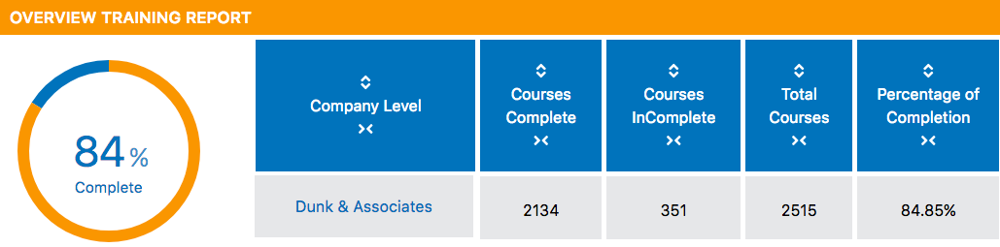 OVERVIEW TRAINING REPORT
84%
Complete
Company Level
Courses
Complete
Courses
InComplete
Total
Courses
Percentage of
Completion
Dunk & Associates
2134
351
2515
84.85%